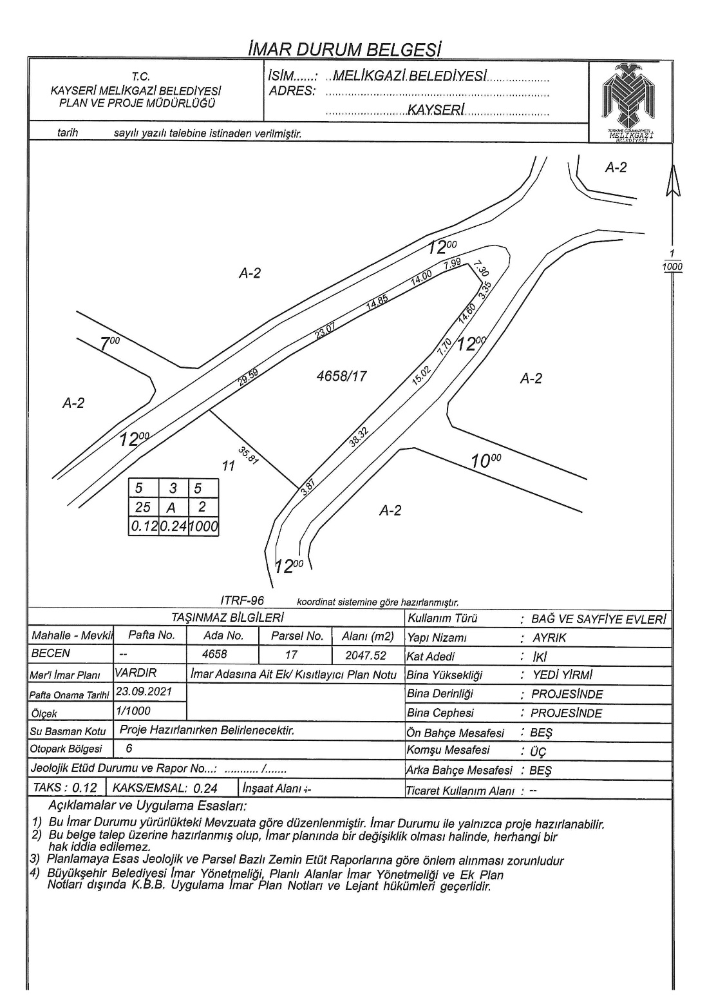 İMAR DURUM BELGESİ
T.C.
KAYSERİ MELİKGAZİ BELEDİYESİ
PLAN VE PROJE MÜDÜRLÜĞÜ
İSİM......: ..MELİKGAZİ.BELEDİYESİ...................
ADRES: .........................................................
........................KAYSERİ.........................
TÜRKİYE CUMHURİYETİ
MELİKGAZİ
BELEDİYESİ
tarih sayılı yazılı talebine istinaden verilmiştir.
A-2
1
1000
12⁰⁰
7.99
7.30
A-2
14.00
3.35
14.85
14.60
23.07
7⁰⁰
7.70
12⁰⁰
29.59
4658/17
15.02
A-2
A-2
12⁰⁰
38.32
35.81
11
10⁰⁰
3.87
5 3 5
25 A 2
0.12 0.24 1000
A-2
12⁰⁰
ITRF-96 koordinat sistemine göre hazırlanmıştır.
TAŞINMAZ BİLGİLERİ
Kullanım Türü : BAĞ VE SAYFİYE EVLERİ
Mahalle - Mevkii Pafta No. Ada No. Parsel No. Alanı (m2)
Yapı Nizamı : AYRIK
BECEN -- 4658 17 2047.52
Kat Adedi : İKİ
Mer'i İmar Planı VARDIR İmar Adasına Ait Ek/ Kısıtlayıcı Plan Notu
Bina Yüksekliği : YEDİ YİRMİ
Pafta Onama Tarihi 23.09.2021
Bina Derinliği : PROJESİNDE
Ölçek 1/1000
Bina Cephesi : PROJESİNDE
Su Basman Kotu Proje Hazırlanırken Belirlenecektir.
Ön Bahçe Mesafesi : BEŞ
Otopark Bölgesi 6
Komşu Mesafesi : ÜÇ
Jeolojik Etüd Durumu ve Rapor No...: ........... /.......
Arka Bahçe Mesafesi : BEŞ
TAKS : 0.12 KAKS/EMSAL: 0.24 İnşaat Alanı :-
Ticaret Kullanım Alanı : --
Açıklamalar ve Uygulama Esasları:
1) Bu İmar Durumu yürürlükteki Mevzuata göre düzenlenmiştir. İmar Durumu ile yalnızca proje hazırlanabilir.
2) Bu belge talep üzerine hazırlanmış olup, İmar planında bir değişiklik olması halinde, herhangi bir
hak iddia edilemez.
3) Planlamaya Esas Jeolojik ve Parsel Bazlı Zemin Etüt Raporlarına göre önlem alınması zorunludur
4) Büyükşehir Belediyesi İmar Yönetmeliği, Planlı Alanlar İmar Yönetmeliği ve Ek Plan
Notları dışında K.B.B. Uygulama İmar Plan Notları ve Lejant hükümleri geçerlidir.